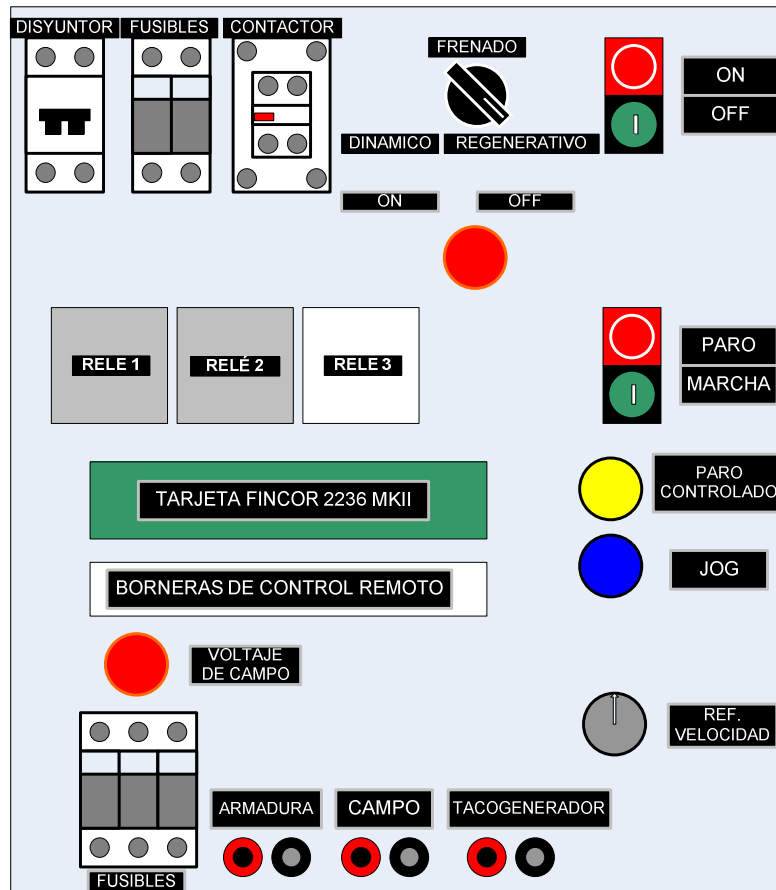 DISYUNTOR
FUSIBLES
CONTACTOR
FRENADO
DINAMICO
REGENERATIVO
ON
OFF
ON
OFF
RELE 1
RELÉ 2
RELE 3
PARO
MARCHA
TARJETA FINCOR 2236 MKII
PARO
CONTROLADO
BORNERAS DE CONTROL REMOTO
JOG
VOLTAJE
DE CAMPO
REF.
VELOCIDAD
ARMADURA
CAMPO
TACOGENERADOR
FUSIBLES